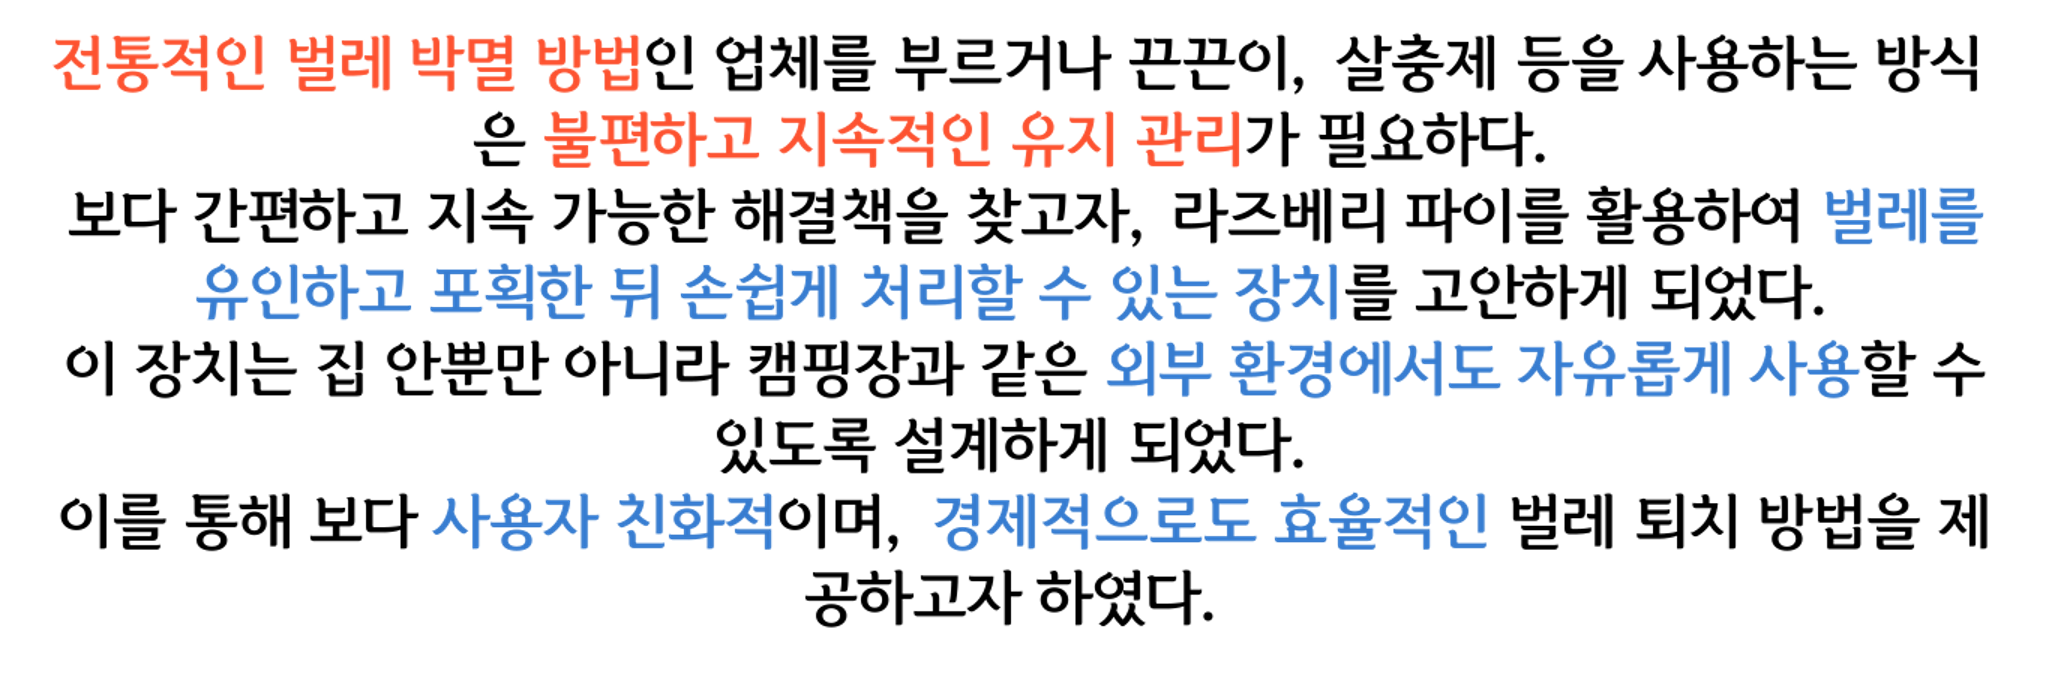 전통적인 벌레 박멸 방법인 업체를 부르거나 끈끈이, 살충제 등을 사용하는 방식
은 불편하고 지속적인 유지 관리가 필요하다.
보다 간편하고 지속 가능한 해결책을 찾고자, 라즈베리 파이를 활용하여 벌레를
유인하고 포획한 뒤 손쉽게 처리할 수 있는 장치를 고안하게 되었다.
이 장치는 집 안뿐만 아니라 캠핑장과 같은 외부 환경에서도 자유롭게 사용할 수
있도록 설계하게 되었다.
이를 통해 보다 사용자 친화적이며, 경제적으로도 효율적인 벌레 퇴치 방법을 제
공하고자 하였다.